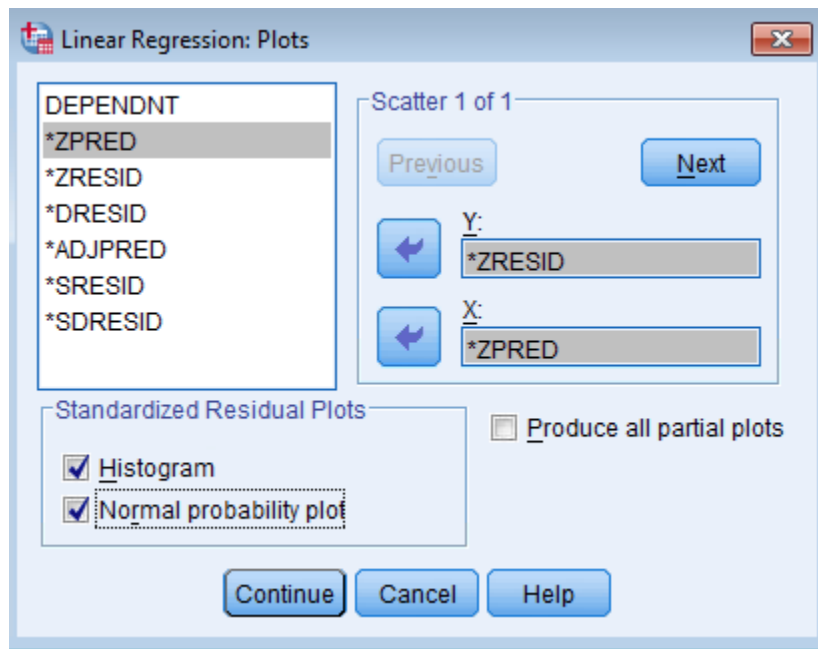 Linear Regression: Plots
DEPENDNT
*ZPRED
*ZRESID
*DRESID
*ADJPRED
*SRESID
*SDRESID
Scatter 1 of 1
Previous
Next
Y:
*ZRESID
X:
*ZPRED
Standardized Residual Plots
Histogram
Normal probability plot
Produce all partial plots
Continue
Cancel
Help